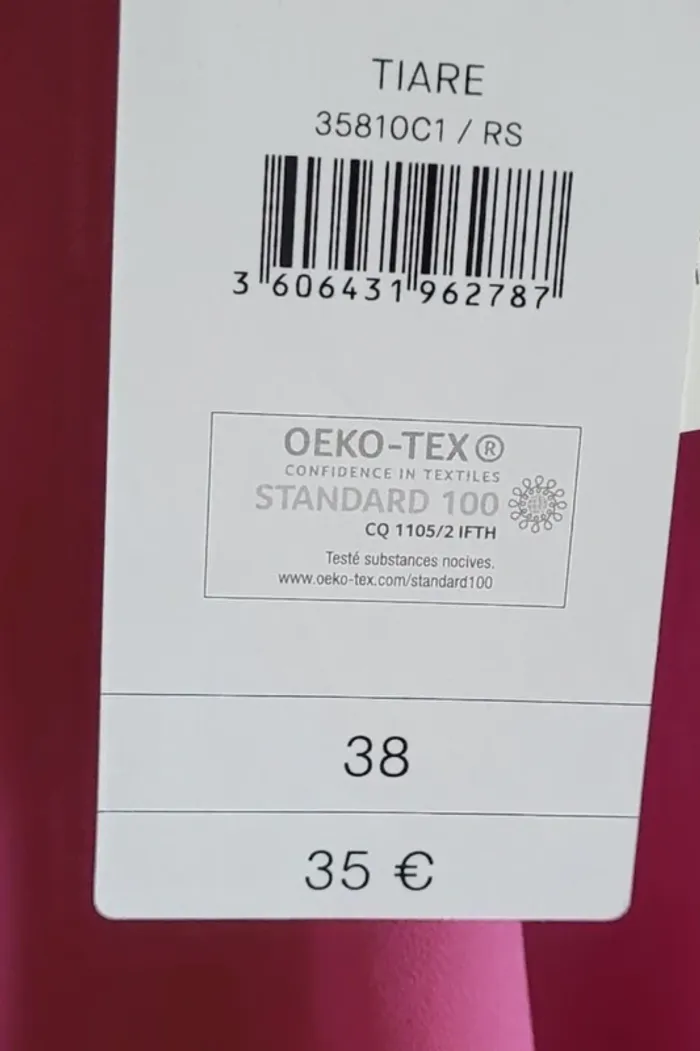 TIARE
35810C1 / RS
3 606431 962787
OEKO-TEX®
CONFIDENCE IN TEXTILES
STANDARD 100
CQ 1105/2 IFTH
Testé substances nocives.
www.oeko-tex.com/standard100
38
35 €